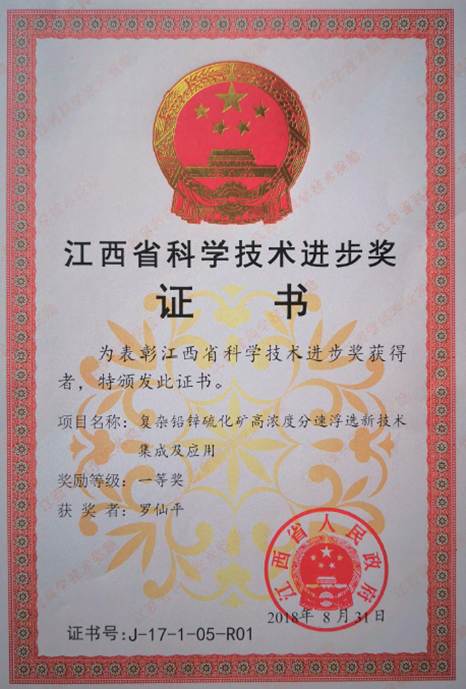 江西省科学技术进步奖
证 书
为表彰江西省科学技术进步奖获得
者，特颁发此证书。
项目名称：复杂铅锌硫化矿高浓度分速浮选新技术
集成及应用
奖励等级：一等奖
获 奖 者：罗仙平
江西省人民政府
2018年 8 月 31日
证书号:J-17-1-05-R01